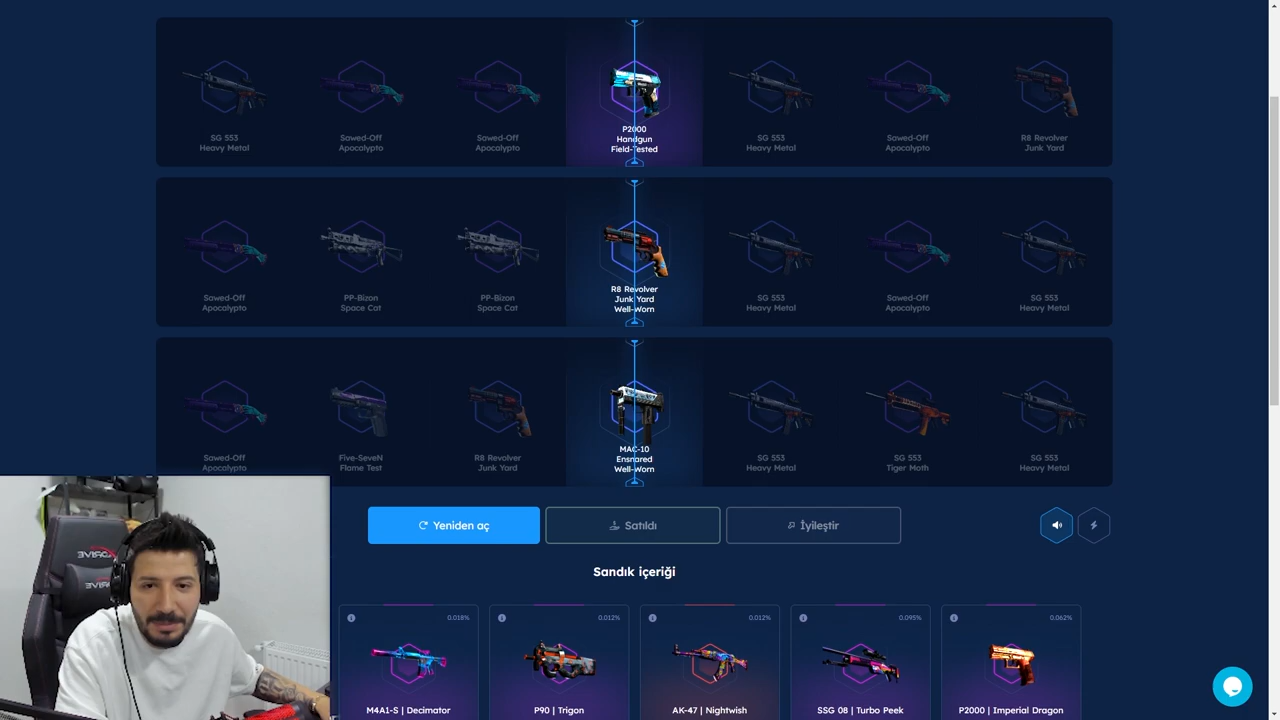 SG 553
Heavy Metal
Sawed-Off
Apocalypto
Sawed-Off
Apocalypto
P2000
Handgun
Field-Tested
SG 553
Heavy Metal
Sawed-Off
Apocalypto
R8 Revolver
Junk Yard
Sawed-Off
Apocalypto
PP-Bizon
Space Cat
PP-Bizon
Space Cat
R8 Revolver
Junk Yard
Well-Worn
SG 553
Heavy Metal
Sawed-Off
Apocalypto
SG 553
Heavy Metal
Sawed-Off
Apocalypto
Five-SeveN
Flame Test
R8 Revolver
Junk Yard
MAC-10
Ensnared
Well-Worn
SG 553
Heavy Metal
SG 553
Tiger Moth
SG 553
Heavy Metal
Yeniden aç
Satıldı
İyileştir
Sandık içeriği
0.018%
0.012%
0.012%
0.095%
0.062%
M4A1-S | Decimator
P90 | Trigon
AK-47 | Nightwish
SSG 08 | Turbo Peek
P2000 | Imperial Dragon